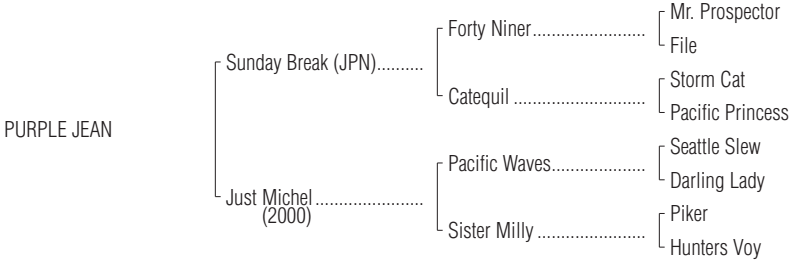 Mr. Prospector
Forty Niner........................
File
Sunday Break (JPN)..........
Storm Cat
Catequil ............................
Pacific Princess
PURPLE JEAN
Seattle Slew
Pacific Waves....................
Darling Lady
Just Michel.......................
(2000)
Piker
Sister Milly .......................
Hunters Voy